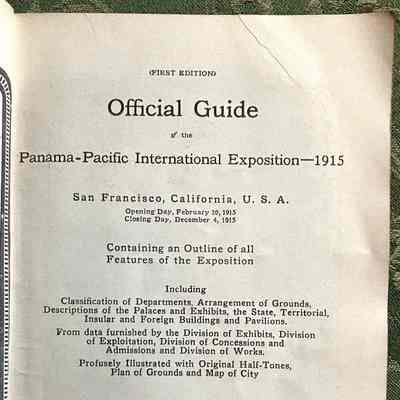 (FIRST EDITION)
Official Guide
of the
Panama-Pacific International Exposition—1915
San Francisco, California, U. S. A.
Opening Day, February 20, 1915
Closing Day, December 4, 1915
Containing an Outline of all
Features of the Exposition
Including
Classification of Departments, Arrangement of Grounds,
Descriptions of the Palaces and Exhibits, the State, Territorial,
Insular and Foreign Buildings and Pavilions.
From data furnished by the Division of Exhibits, Division
of Exploitation, Division of Concessions and
Admissions and Division of Works.
Profusely Illustrated with Original Half-Tones,
Plan of Grounds and Map of City